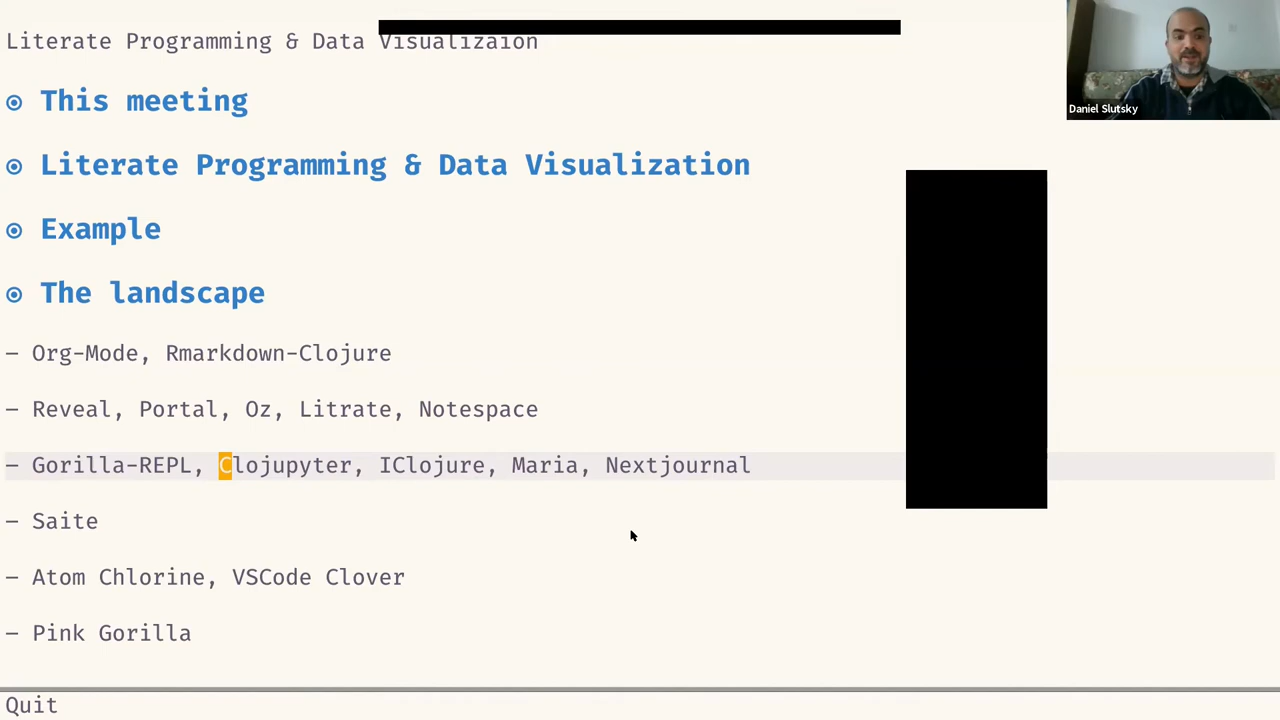 Literate Programming & Data Visualizaion
Daniel Slutsky
◉ This meeting
◉ Literate Programming & Data Visualization
◉ Example
◉ The landscape
– Org-Mode, Rmarkdown-Clojure
– Reveal, Portal, Oz, Litrate, Notespace
– Gorilla-REPL, Clojupyter, IClojure, Maria, Nextjournal
– Saite
– Atom Chlorine, VSCode Clover
– Pink Gorilla
Quit